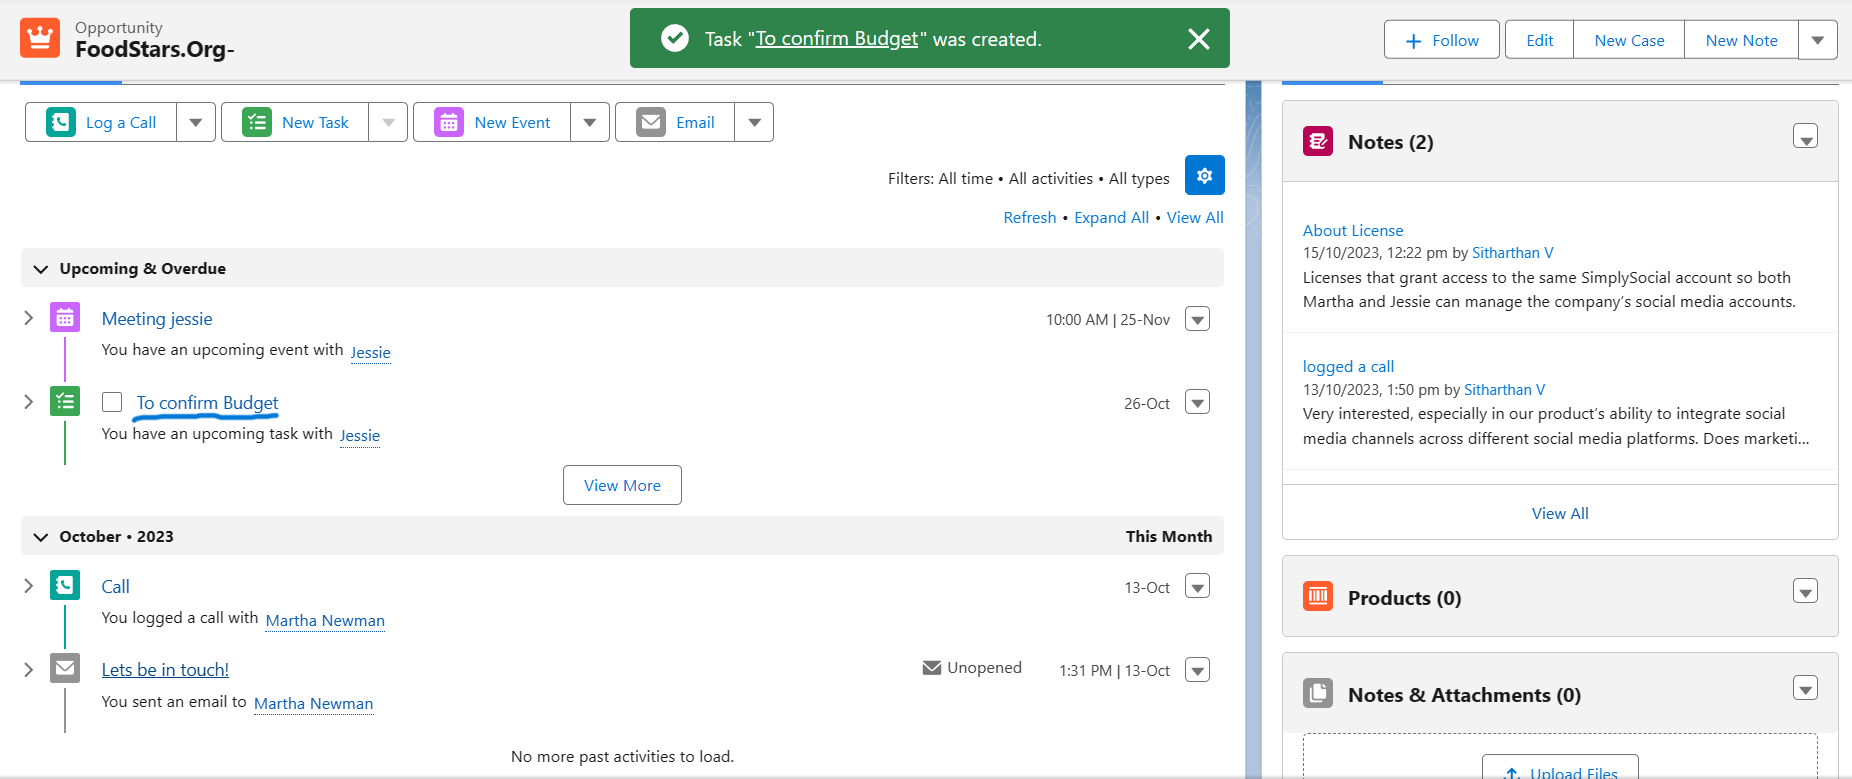 Opportunity
FoodStars.Org-
Task "To confirm Budget" was created.
Follow
Edit
New Case
New Note
Log a Call
New Task
New Event
Email
Filters: All time • All activities • All types
Refresh • Expand All • View All
Upcoming & Overdue
Meeting jessie
10:00 AM | 25-Nov
You have an upcoming event with Jessie
To confirm Budget
26-Oct
You have an upcoming task with Jessie
View More
October • 2023
This Month
Call
13-Oct
You logged a call with Martha Newman
Lets be in touch!
Unopened
1:31 PM | 13-Oct
You sent an email to Martha Newman
No more past activities to load.
Notes (2)
About License
15/10/2023, 12:22 pm by Sitharthan V
Licenses that grant access to the same SimplySocial account so both
Martha and Jessie can manage the company's social media accounts.
logged a call
13/10/2023, 1:50 pm by Sitharthan V
Very interested, especially in our product's ability to integrate social
media channels across different social media platforms. Does marketi...
View All
Products (0)
Notes & Attachments (0)
Upload Files